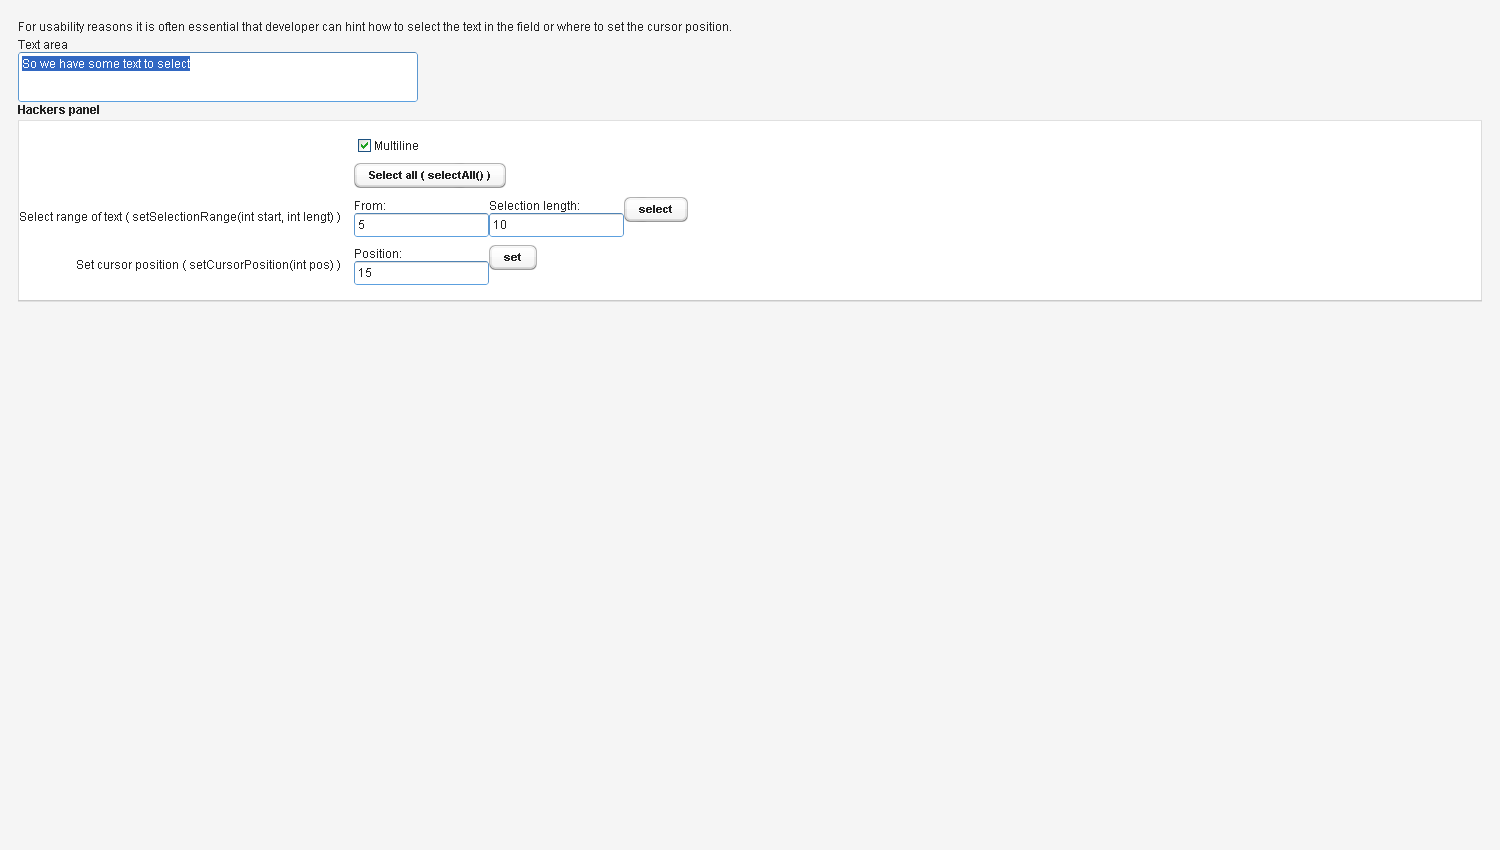 For usability reasons it is often essential that developer can hint how to select the text in the field or where to set the cursor position.
Text area
So we have some text to select
Hackers panel
Multiline
Select all ( selectAll() )
Select range of text ( setSelectionRange(int start, int lengt) )
From:
5
Selection length:
10
select
Set cursor position ( setCursorPosition(int pos) )
Position:
15
set